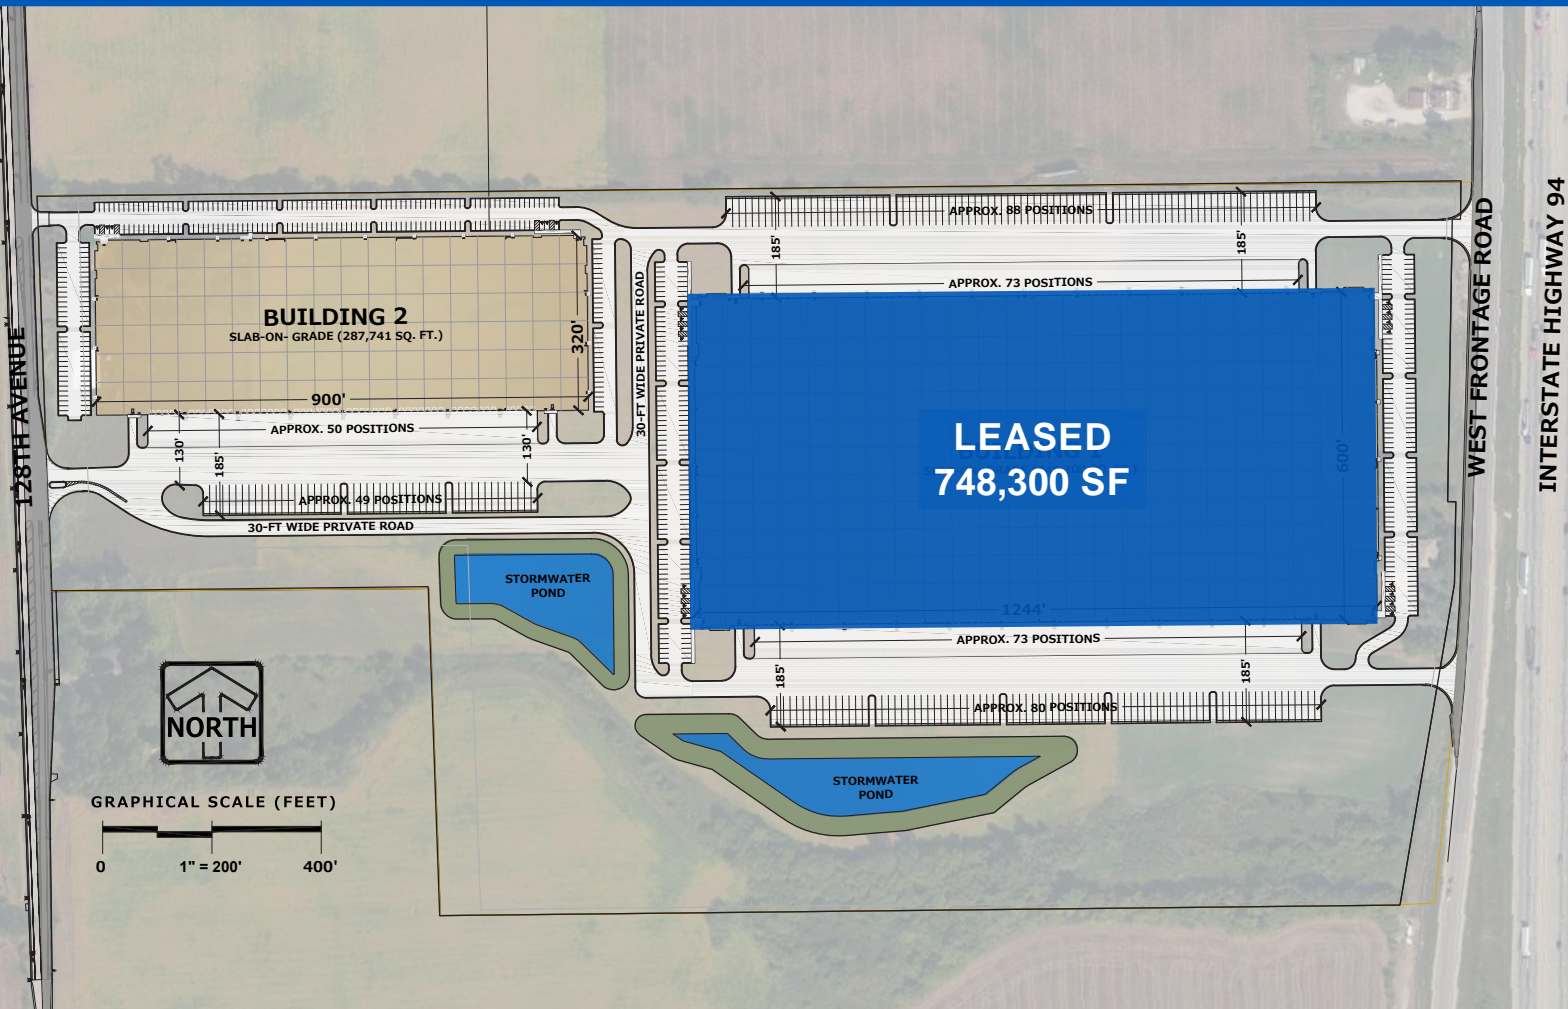 APPROX. 88 POSITIONS
185'
185'
APPROX. 73 POSITIONS
BUILDING 2
SLAB-ON- GRADE (287,741 SQ. FT.)
320'
900'
30-FT WIDE PRIVATE ROAD
128TH AVENUE
WEST FRONTAGE ROAD
INTERSTATE HIGHWAY 94
LEASED
748,300 SF
600'
1244'
APPROX. 50 POSITIONS
130'
185'
130'
APPROX. 49 POSITIONS
30-FT WIDE PRIVATE ROAD
STORMWATER
POND
APPROX. 73 POSITIONS
185'
185'
APPROX. 80 POSITIONS
NORTH
STORMWATER
POND
GRAPHICAL SCALE (FEET)
0
1" = 200'
400'